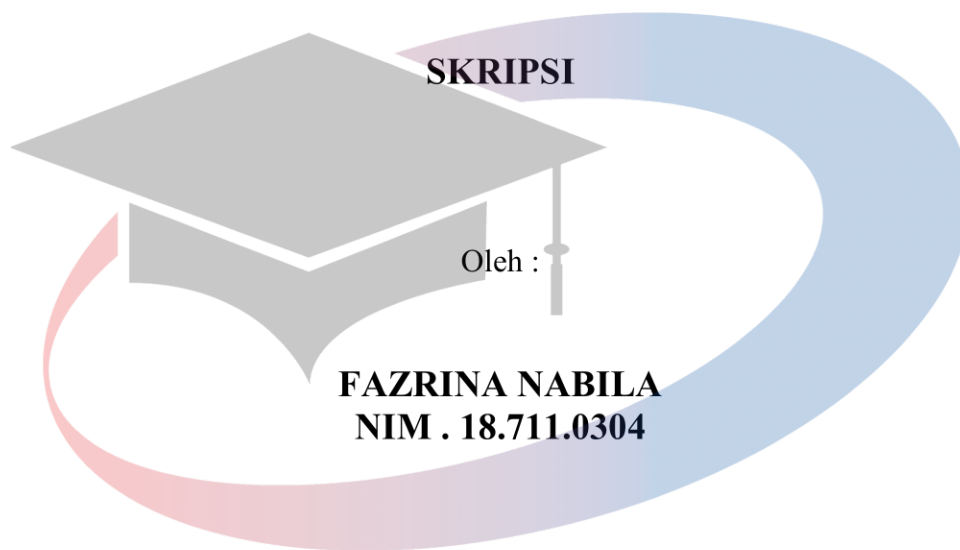 SKRIPSI
Oleh :
FAZRINA NABILA
NIM . 18.711.0304